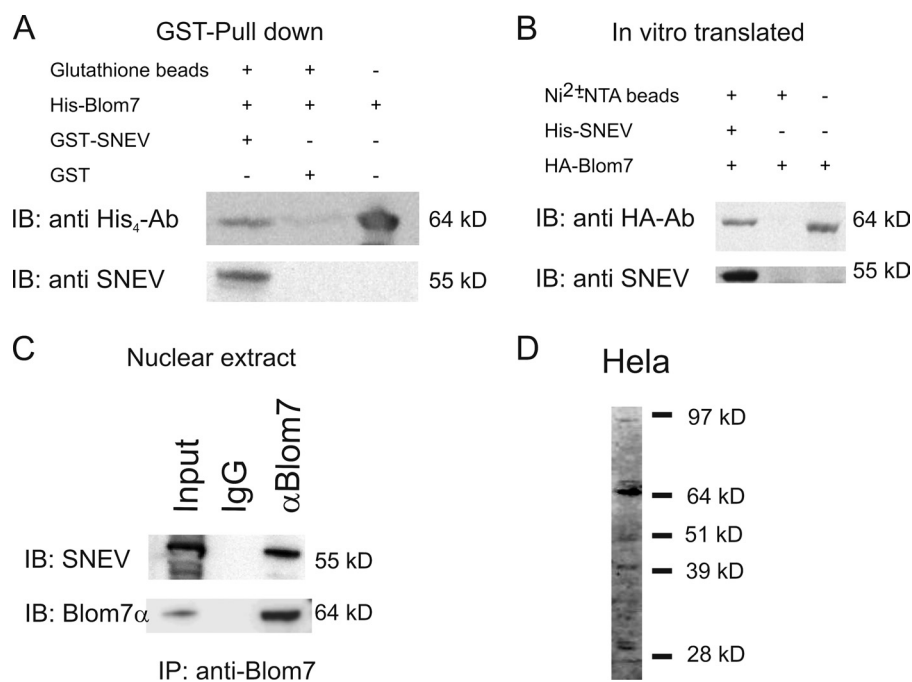 A
GST-Pull down
Glutathione beads + + -
His-Blom7 + + +
GST-SNEV + - -
GST - + -
IB: anti His4-Ab 64 kD
IB: anti SNEV 55 kD
B
In vitro translated
Ni2+-NTA beads + + -
His-SNEV + - -
HA-Blom7 + + +
IB: anti HA-Ab 64 kD
IB: anti SNEV 55 kD
C
Nuclear extract
Input IgG αBlom7
IB: SNEV 55 kD
IB: Blom7α 64 kD
IP: anti-Blom7
D
Hela
97 kD
64 kD
51 kD
39 kD
28 kD